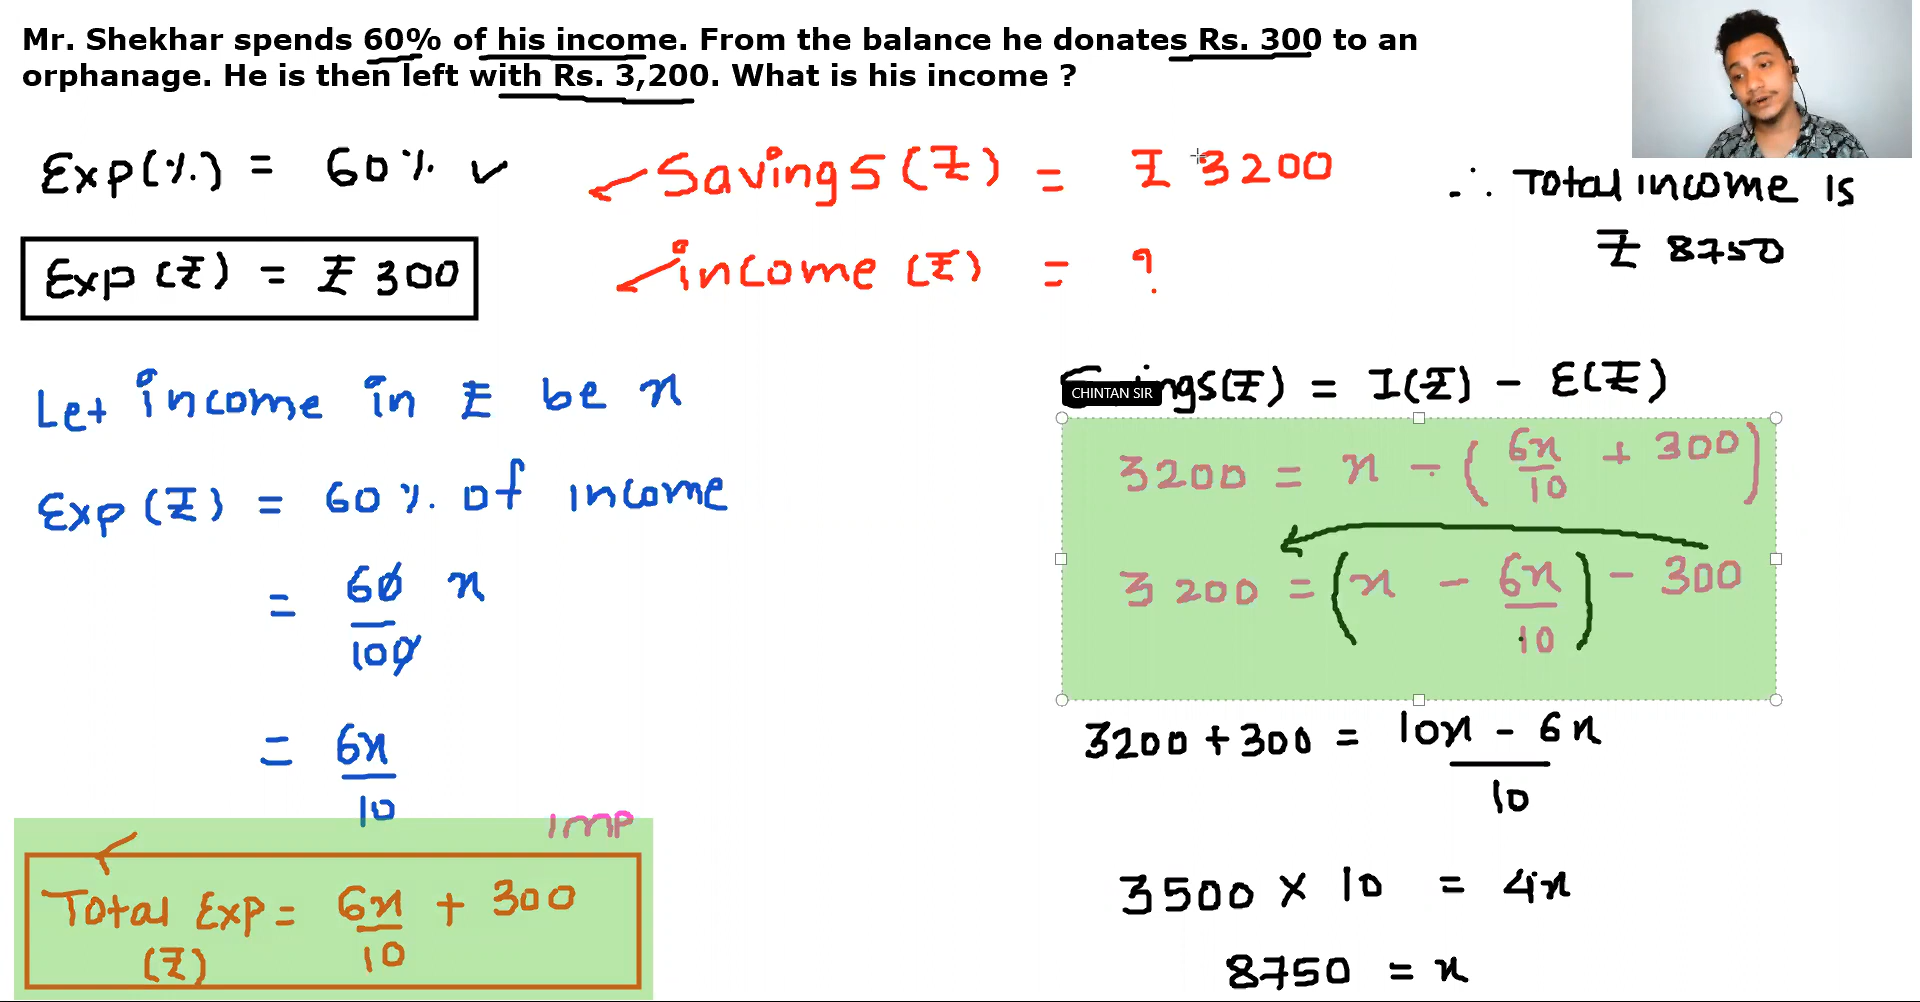 Mr. Shekhar spends 60% of his income. From the balance he donates Rs. 300 to an
orphanage. He is then left with Rs. 3,200. What is his income ?
Exp(%) = 60% ✓
Exp (₹) = ₹ 300
Savings (₹) = ₹ 3200
income (₹) = ?
∴ Total income is
₹ 8750
Let income in ₹ be x
Exp (₹) = 60 % of income
= 60/100 x
= 6x/10
imp
Total Exp = 6x/10 + 300
(₹)
ings(₹) = I(₹) - E(₹)
CHINTAN SIR
3200 = x - (6x/10 + 300)
3200 = (x - 6x/10) - 300
3200 + 300 = 10x - 6x/10
3500 × 10 = 4x
8750 = x